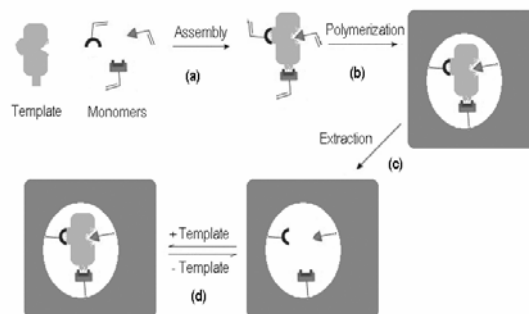 Assembly
(a)
Polymerization
(b)
Template
Monomers
Extraction
(c)
+ Template
- Template
(d)